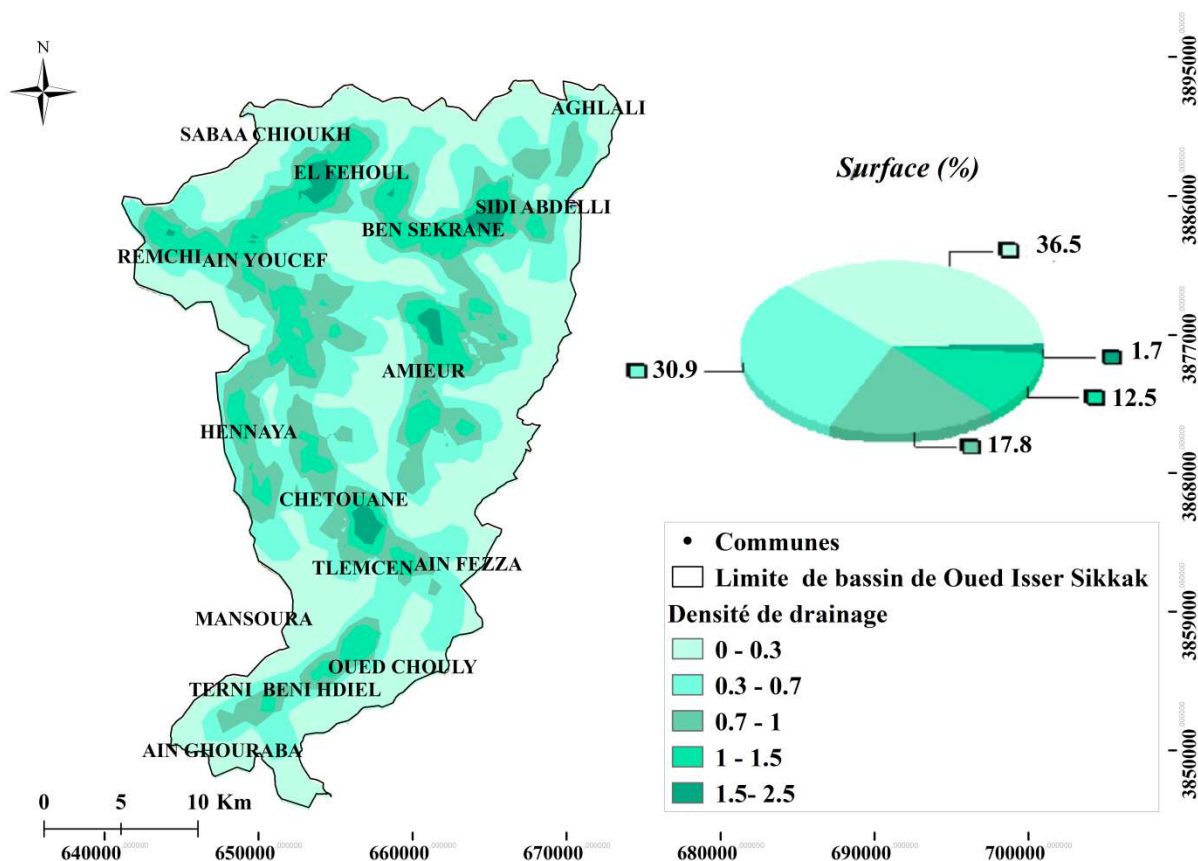 N
AGHLALI
SABAA CHIOUKH
EL FEHOUL
SIDI ABDELLI
BEN SEKRANE
REMCHI
AIN YOUCEF
AMIEUR
HENNAYA
CHETOUANE
TLEMCEN
AIN FEZZA
MANSOURA
OUED CHOULY
TERNI BENI HDIEL
AIN GHOURABA
0 5 10 Km
Surface (%)
36.5
1.7
12.5
17.8
30.9
Communes
Limite de bassin de Oued Isser Sikkak
Densité de drainage
0 - 0.3
0.3 - 0.7
0.7 - 1
1 - 1.5
1.5- 2.5
3895000
3886000
3877000
3868000
3859000
3850000
640000 650000 660000 670000 680000 690000 700000